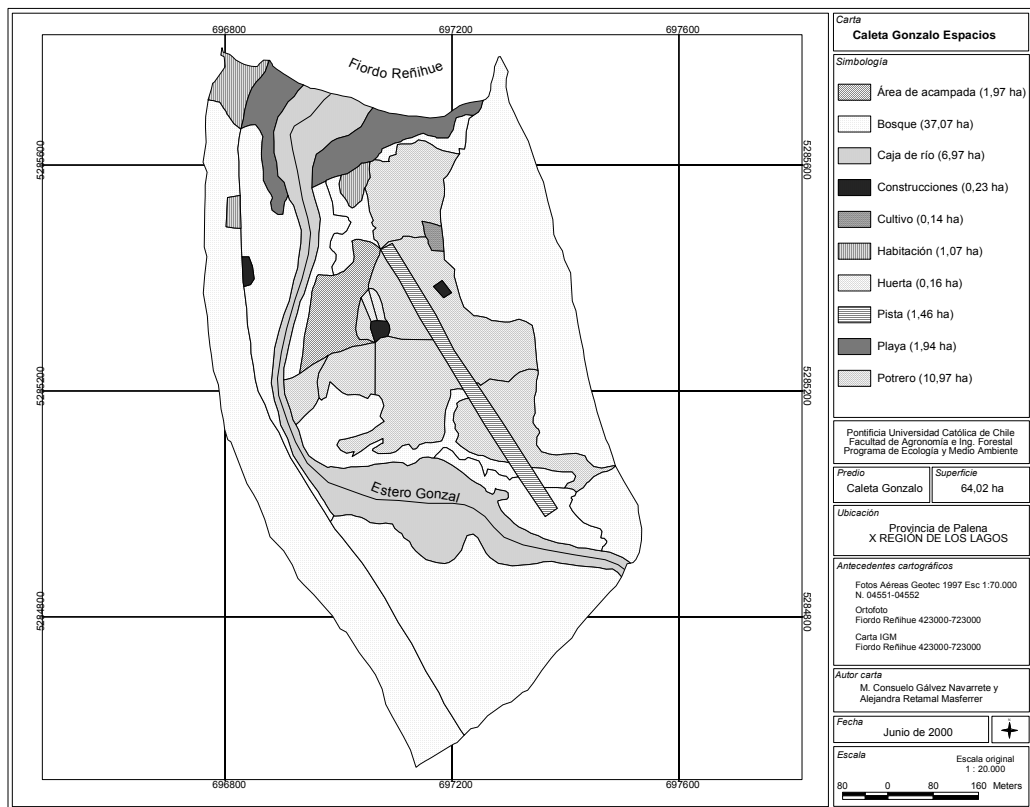 696800
697200
697600
Fiordo Reñihue
5285600
5285600
5285200
5285200
Estero Gonzal
5284800
5284800
696800
697200
697600
Carta
Caleta Gonzalo Espacios
Simbología
Área de acampada (1,97 ha)
Bosque (37,07 ha)
Caja de río (6,97 ha)
Construcciones (0,23 ha)
Cultivo (0,14 ha)
Habitación (1,07 ha)
Huerta (0,16 ha)
Pista (1,46 ha)
Playa (1,94 ha)
Potrero (10,97 ha)
Pontificia Universidad Católica de Chile
Facultad de Agronomía e Ing. Forestal
Programa de Ecología y Medio Ambiente
Predio
Caleta Gonzalo
Superficie
64,02 ha
Ubicación
Provincia de Palena
X REGIÓN DE LOS LAGOS
Antecedentes cartográficos
Fotos Aéreas Geotec 1997 Esc 1:70.000
N. 04551-04552
Ortofoto
Fiordo Reñihue 423000-723000
Carta IGM
Fiordo Reñihue 423000-723000
Autor carta
M. Consuelo Gálvez Navarrete y
Alejandra Retamal Masferrer
Fecha
Junio de 2000
Escala
Escala original
1 : 20.000
80 0 80 160 Meters